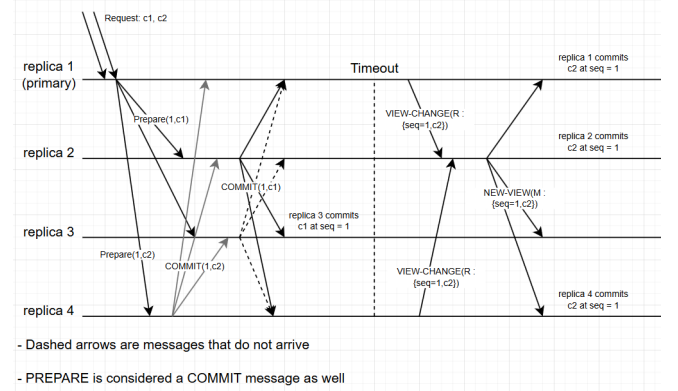 Request: c1, c2
replica 1
(primary)
Timeout
replica 1 commits
c2 at seq = 1
Prepare(1,c1)
VIEW-CHANGE(R :
{seq=1,c2})
replica 2
replica 2 commits
c2 at seq = 1
COMMIT(1,c1)
NEW-VIEW(M :
{seq=1,c2})
replica 3 commits
c1 at seq = 1
replica 3
Prepare(1,c2)
COMMIT(1,c2)
VIEW-CHANGE(R :
{seq=1,c2})
replica 4 commits
c2 at seq = 1
replica 4
- Dashed arrows are messages that do not arrive
- PREPARE is considered a COMMIT message as well